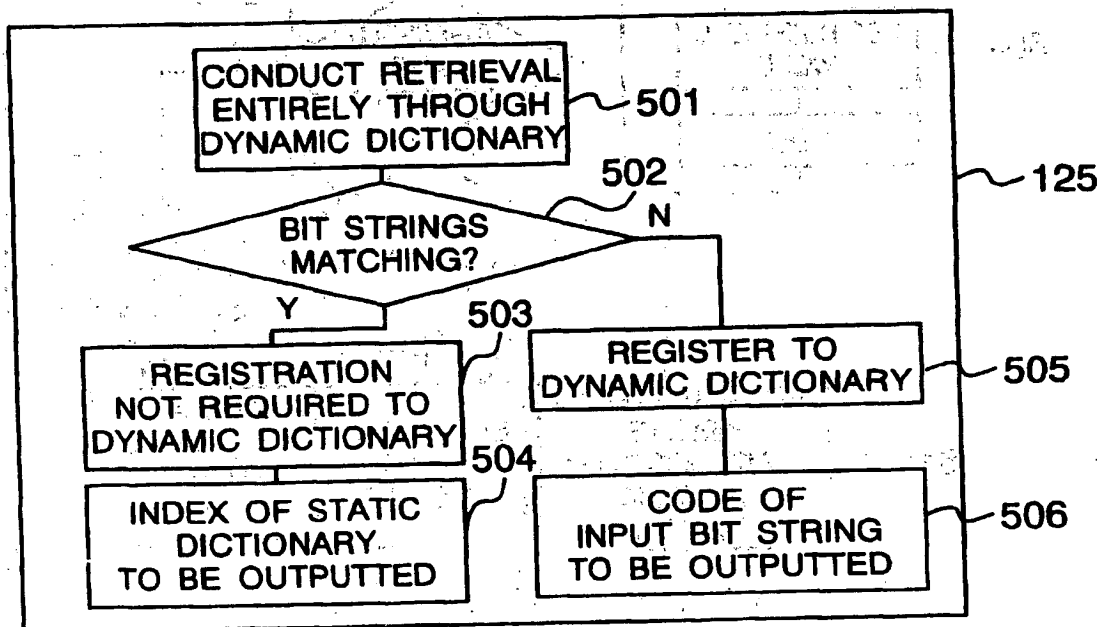 CONDUCT RETRIEVAL
ENTIRELY THROUGH
DYNAMIC DICTIONARY
501
502
125
BIT STRINGS
MATCHING?
N
Y
503
REGISTRATION
NOT REQUIRED TO
DYNAMIC DICTIONARY
REGISTER TO
DYNAMIC DICTIONARY
505
504
INDEX OF STATIC
DICTIONARY
TO BE OUTPUTTED
CODE OF
INPUT BIT STRING
TO BE OUTPUTTED
506